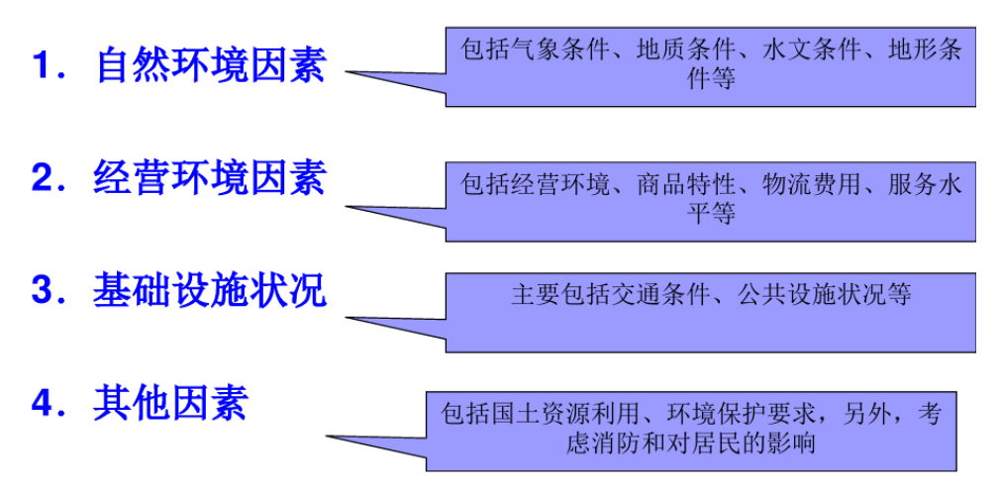 1. 自然环境因素
包括气象条件、地质条件、水文条件、地形条
件等
2. 经营环境因素
包括经营环境、商品特性、物流费用、服务水
平等
3. 基础设施状况
主要包括交通条件、公共设施状况等
4. 其他因素
包括国土资源利用、环境保护要求，另外，考
虑消防和对居民的影响